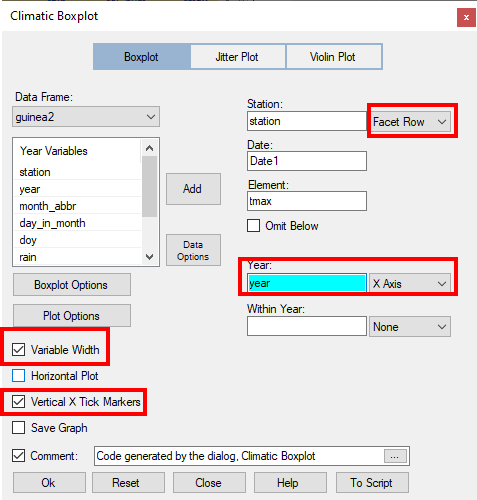 Climatic Boxplot
x
Boxplot
Jitter Plot
Violin Plot
Data Frame:
guinea2
Station:
station
Facet Row
Year Variables
station
year
month_abbr
day_in_month
doy
rain
Add
Data
Options
Date:
Date1
Element:
tmax
Omit Below
Year:
year
X Axis
Within Year:
None
Boxplot Options
Plot Options
Variable Width
Horizontal Plot
Vertical X Tick Markers
Save Graph
Comment:
Code generated by the dialog, Climatic Boxplot
...
Ok
Reset
Close
Help
To Script